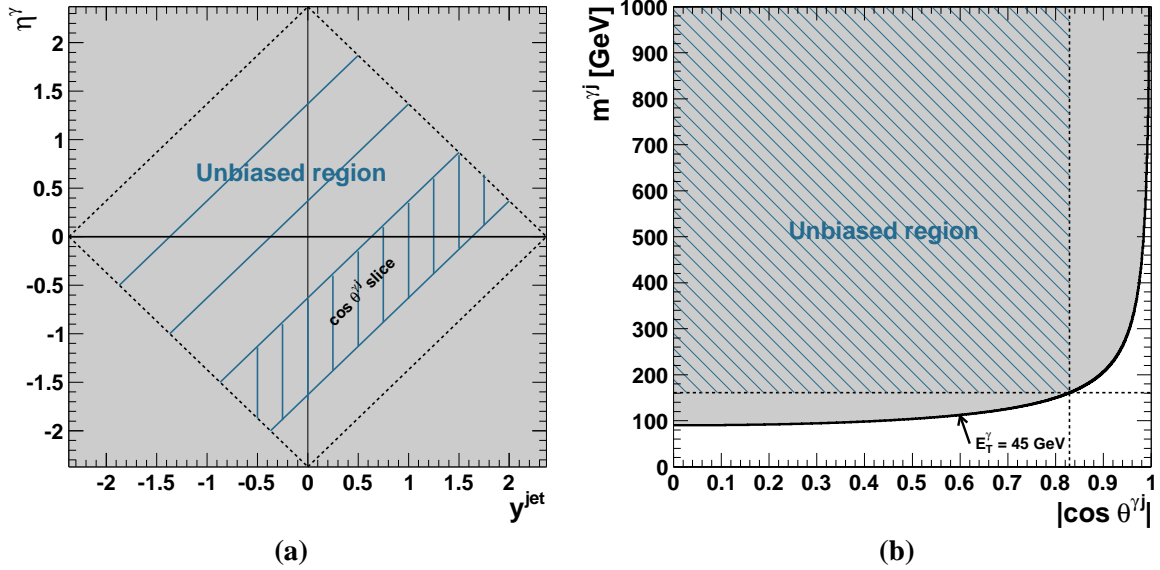 η^γ
2
1.5
1
0.5
0
-0.5
-1
-1.5
-2
Unbiased region
cos θ^γj slice
-2 -1.5 -1 -0.5 0 0.5 1 1.5 2
y^jet
(a)
m^γj [GeV]
1000
900
800
700
600
500
400
300
200
100
0
Unbiased region
E_T^γ = 45 GeV
0 0.1 0.2 0.3 0.4 0.5 0.6 0.7 0.8 0.9 1
|cos θ^γj|
(b)